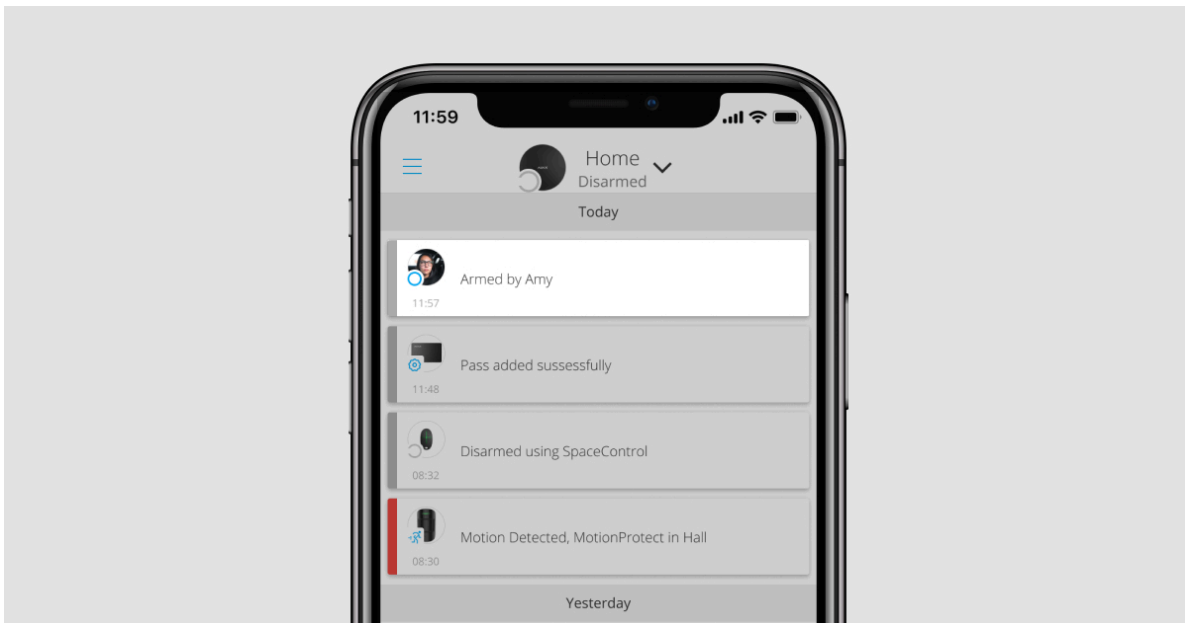 11:59
Home
Disarmed
Today
Armed by Amy
11:57
Pass added sussessfully
11:48
Disarmed using SpaceControl
08:32
Motion Detected, MotionProtect in Hall
08:30
Yesterday